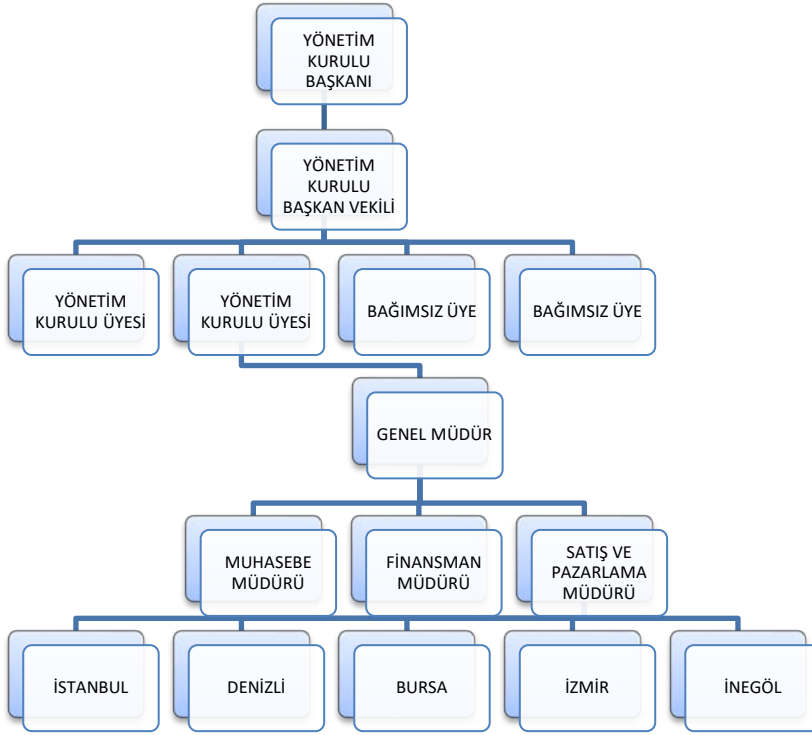 YÖNETİM
KURULU
BAŞKANI
YÖNETİM
KURULU
BAŞKAN VEKİLİ
YÖNETİM
KURULU ÜYESİ
YÖNETİM
KURULU ÜYESİ
BAĞIMSIZ ÜYE
BAĞIMSIZ ÜYE
GENEL MÜDÜR
MUHASEBE
MÜDÜRÜ
FİNANSMAN
MÜDÜRÜ
SATIŞ VE
PAZARLAMA
MÜDÜRÜ
İSTANBUL
DENİZLİ
BURSA
İZMİR
İNEGÖL